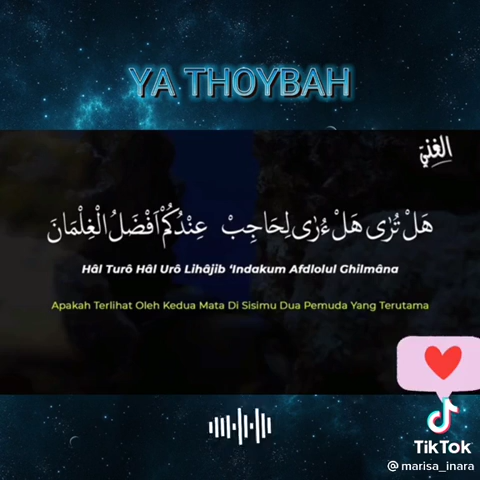 YA THOYBAH
الغني
هَلْ تُرٰى هَلْ ءُرٰى لِحَاجِبْ عِنْدُكُمْ اَفْضَلُ الْغِلْمَانَ
Hâl Turô Hâl Urô Lihâjib ‘Indakum Afdlolul Ghilmâna
Apakah Terlihat Oleh Kedua Mata Di Sisimu Dua Pemuda Yang Terutama
TikTok
@marisa_inara